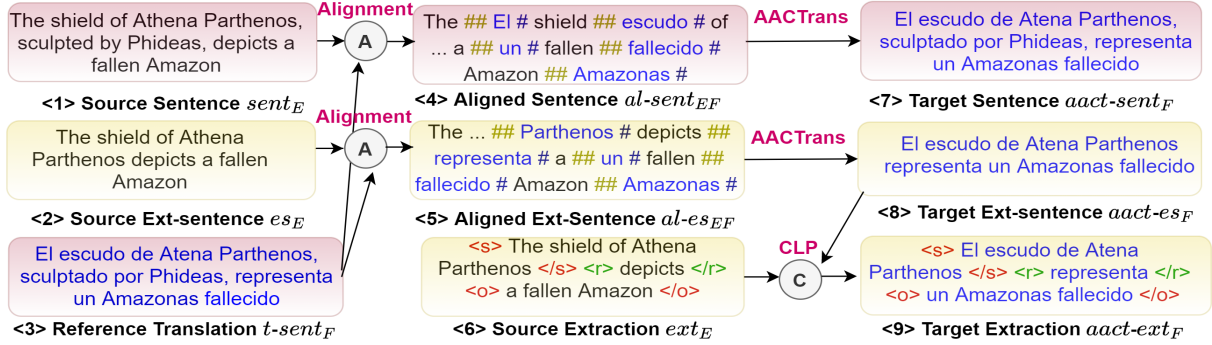 The shield of Athena Parthenos,
sculpted by Phideas, depicts a
fallen Amazon
<1> Source Sentence sent_E
Alignment
A
The ## El # shield ## escudo # of
... a ## un # fallen ## fallecido #
Amazon ## Amazonas #
<4> Aligned Sentence al-sent_EF
AACTrans
El escudo de Atena Parthenos,
sculptado por Phideas, representa
un Amazonas fallecido
<7> Target Sentence aact-sent_F
The shield of Athena
Parthenos depicts a fallen
Amazon
<2> Source Ext-sentence es_E
Alignment
A
The ... ## Parthenos # depicts ##
representa # a ## un # fallen ##
fallecido # Amazon ## Amazonas #
<5> Aligned Ext-Sentence al-es_EF
AACTrans
El escudo de Atena Parthenos
representa un Amazonas fallecido
<8> Target Ext-sentence aact-es_F
El escudo de Atena Parthenos,
sculptado por Phideas, representa
un Amazonas fallecido
<3> Reference Translation t-sent_F
<s> The shield of Athena
Parthenos </s> <r> depicts </r>
<o> a fallen Amazon </o>
<6> Source Extraction ext_E
CLP
C
<s> El escudo de Atena
Parthenos </s> <r> representa </r>
<o> un Amazonas fallecido </o>
<9> Target Extraction aact-ext_F